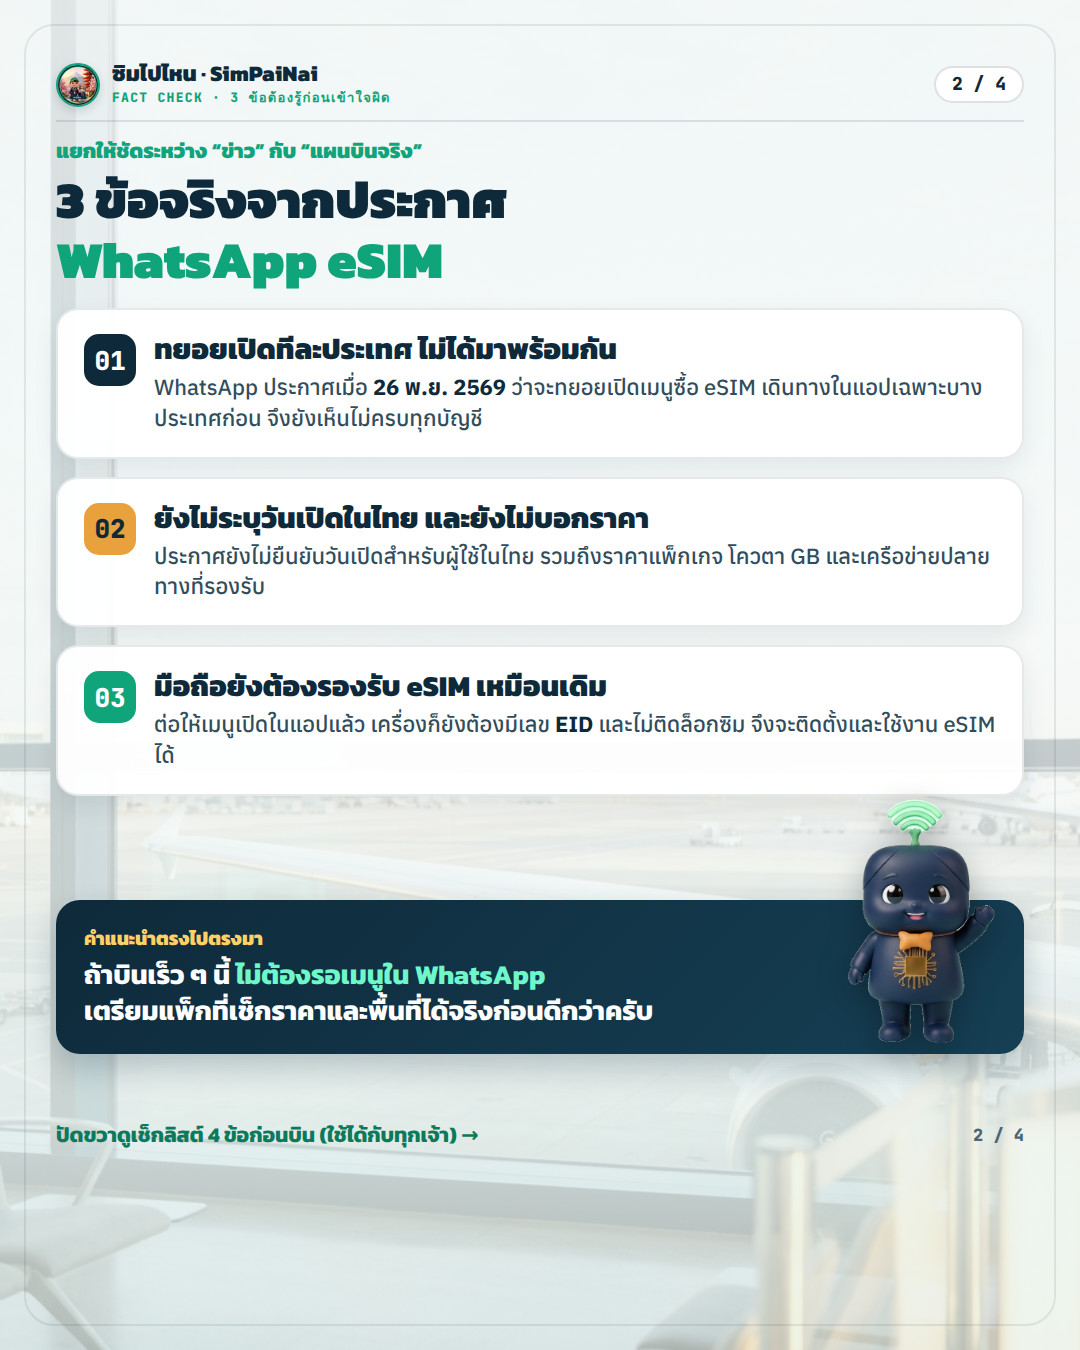 ซิมไปไหน · SimPaiNai
FACT CHECK · 3 ข้อต้องรู้ก่อนเข้าใจผิด
2 / 4
แยกให้ชัดระหว่าง “ข่าว” กับ “แผนบินจริง”
3 ข้อจริงจากประกาศ
WhatsApp eSIM
01
ทยอยเปิดทีละประเทศ ไม่ได้มาพร้อมกัน
WhatsApp ประกาศเมื่อ 26 พ.ย. 2569 ว่าจะทยอยเปิดเมนูซื้อ eSIM เดินทางในแอปเฉพาะบาง
ประเทศก่อน จึงยังเห็นไม่ครบทุกบัญชี
02
ยังไม่ระบุวันเปิดในไทย และยังไม่บอกราคา
ประกาศยังไม่ยืนยันวันเปิดสำหรับผู้ใช้ในไทย รวมถึงราคาแพ็กเกจ โควตา GB และเครือข่ายปลาย
ทางที่รองรับ
03
มือถือยังต้องรองรับ eSIM เหมือนเดิม
ต่อให้เมนูเปิดในแอปแล้ว เครื่องก็ยังต้องมีเลข EID และไม่ติดล็อกซิม จึงจะติดตั้งและใช้งาน eSIM
ได้
คำแนะนำตรงไปตรงมา
ถ้าบินเร็ว ๆ นี้ ไม่ต้องรอเมนูใน WhatsApp
เตรียมแพ็กที่เช็กราคาและพื้นที่ได้จริงก่อนดีกว่าครับ
ปัดขวาดูเช็กลิสต์ 4 ข้อก่อนบิน (ใช้ได้กับทุกเจ้า) →
2 / 4